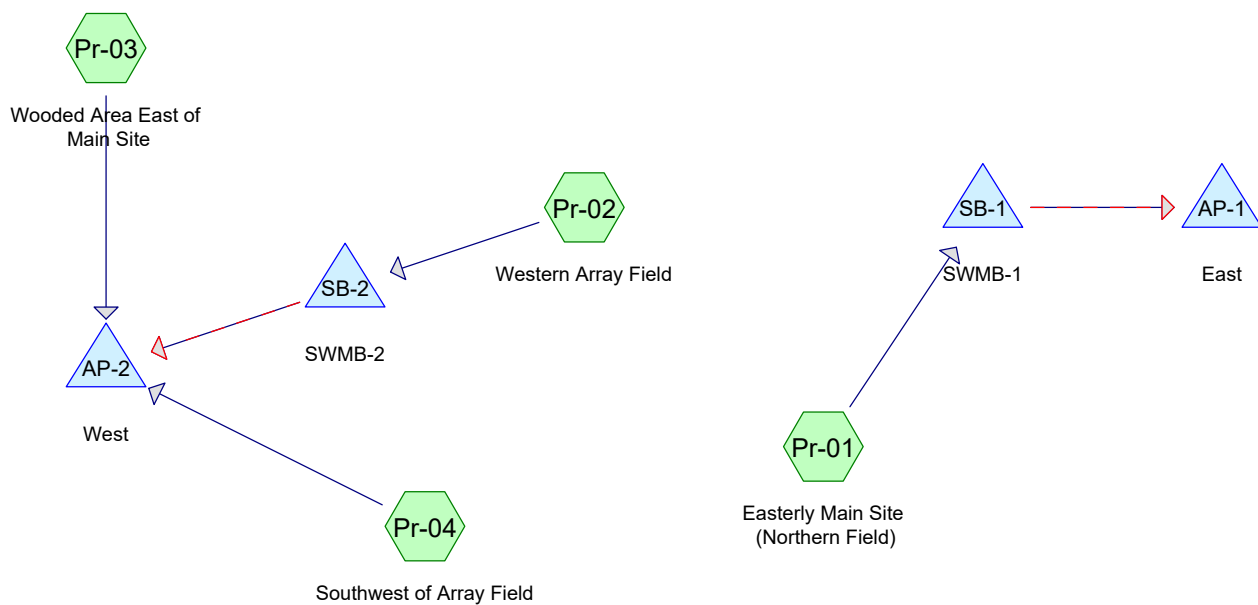 Pr-03
Wooded Area East of
Main Site
Pr-02
Western Array Field
SB-2
SWMB-2
AP-2
West
Pr-04
Southwest of Array Field
SB-1
SWMB-1
AP-1
East
Pr-01
Easterly Main Site
(Northern Field)